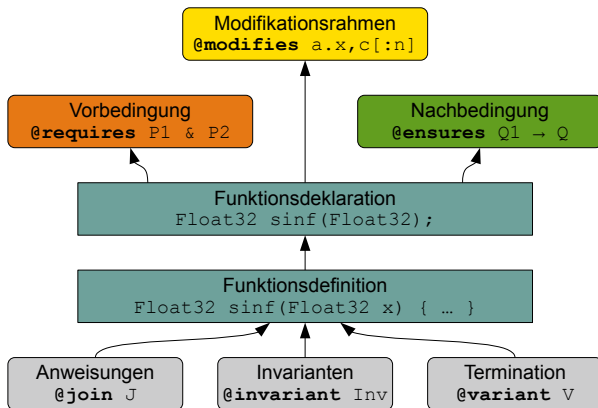 Modifikationsrahmen
@modifies a.x,c[:n]
Vorbedingung
@requires P1 & P2
Nachbedingung
@ensures Q1 → Q
Funktionsdeklaration
Float32 sinf(Float32);
Funktionsdefinition
Float32 sinf(Float32 x) { … }
Anweisungen
@join J
Invarianten
@invariant Inv
Termination
@variant V